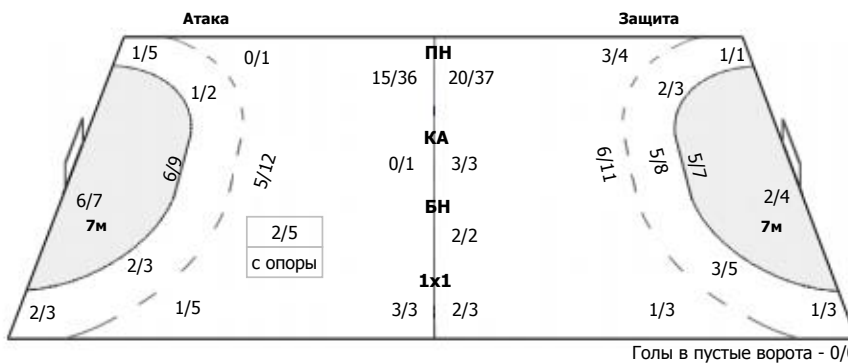 Атака Защита
1/5 0/1 ПН 3/4 1/1
15/36 20/37
1/2 2/3
КА
6/9 5/12 0/1 3/3 6/11 5/8 5/7
6/7 2/4
7м БН 7м
2/5 2/2
с опоры
2/3 3/5
1x1
2/3 1/5 3/3 2/3 1/3 1/3
Голы в пустые ворота - 0/